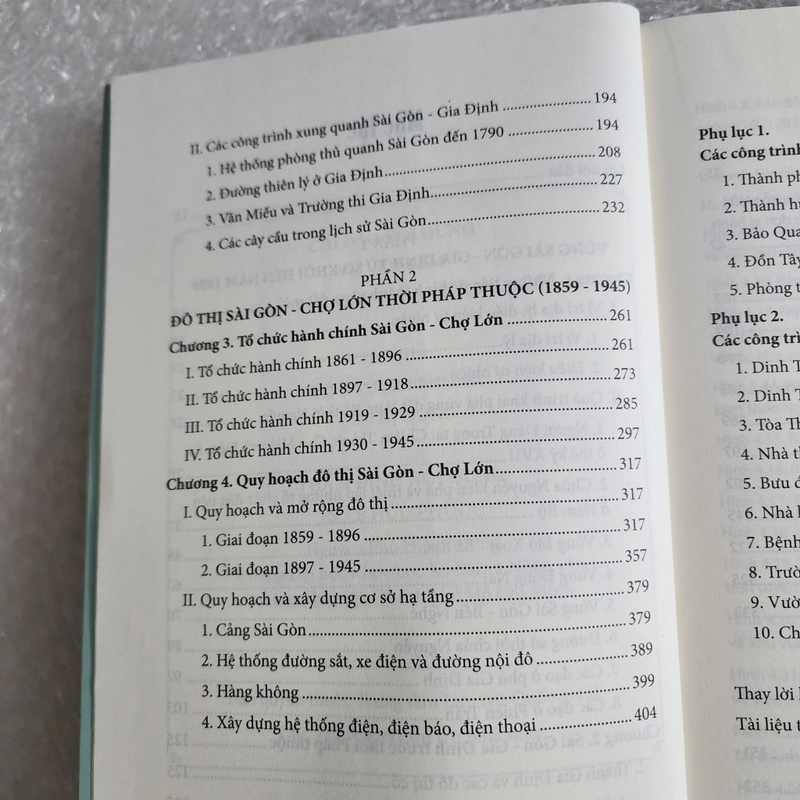 II. Các công trình xung quanh Sài Gòn - Gia Định ........ 194
1. Hệ thống phòng thủ quanh Sài Gòn đến 1790 ........ 194
2. Đường thiên lý ở Gia Định ........ 208
3. Văn Miếu và Trường thi Gia Định ........ 227
4. Các cây cầu trong lịch sử Sài Gòn ........ 232
PHẦN 2
ĐÔ THỊ SÀI GÒN - CHỢ LỚN THỜI PHÁP THUỘC (1859 - 1945)
Chương 3. Tổ chức hành chính Sài Gòn - Chợ Lớn ........ 261
I. Tổ chức hành chính 1861 - 1896 ........ 261
II. Tổ chức hành chính 1897 - 1918 ........ 273
III. Tổ chức hành chính 1919 - 1929 ........ 285
IV. Tổ chức hành chính 1930 - 1945 ........ 297
Chương 4. Quy hoạch đô thị Sài Gòn - Chợ Lớn ........ 317
I. Quy hoạch và mở rộng đô thị ........ 317
1. Giai đoạn 1859 - 1896 ........ 317
2. Giai đoạn 1897 - 1945 ........ 357
II. Quy hoạch và xây dựng cơ sở hạ tầng ........ 379
1. Cảng Sài Gòn ........ 379
2. Hệ thống đường sắt, xe điện và đường nội đô ........ 389
3. Hàng không ........ 399
4. Xây dựng hệ thống điện, điện báo, điện thoại ........ 404
Phụ lục 1.
Các công trình
1. Thành
2. Thành
3. Bảo
4. Đồn Tây
5. Phòng
Phụ lục 2.
Các công
1. Dinh
2. Dinh
3. Tòa
4. Nhà
5. Bưu
6. Nhà
7. Bệnh
8.
9.
10.
Thay lời
Tài liệu